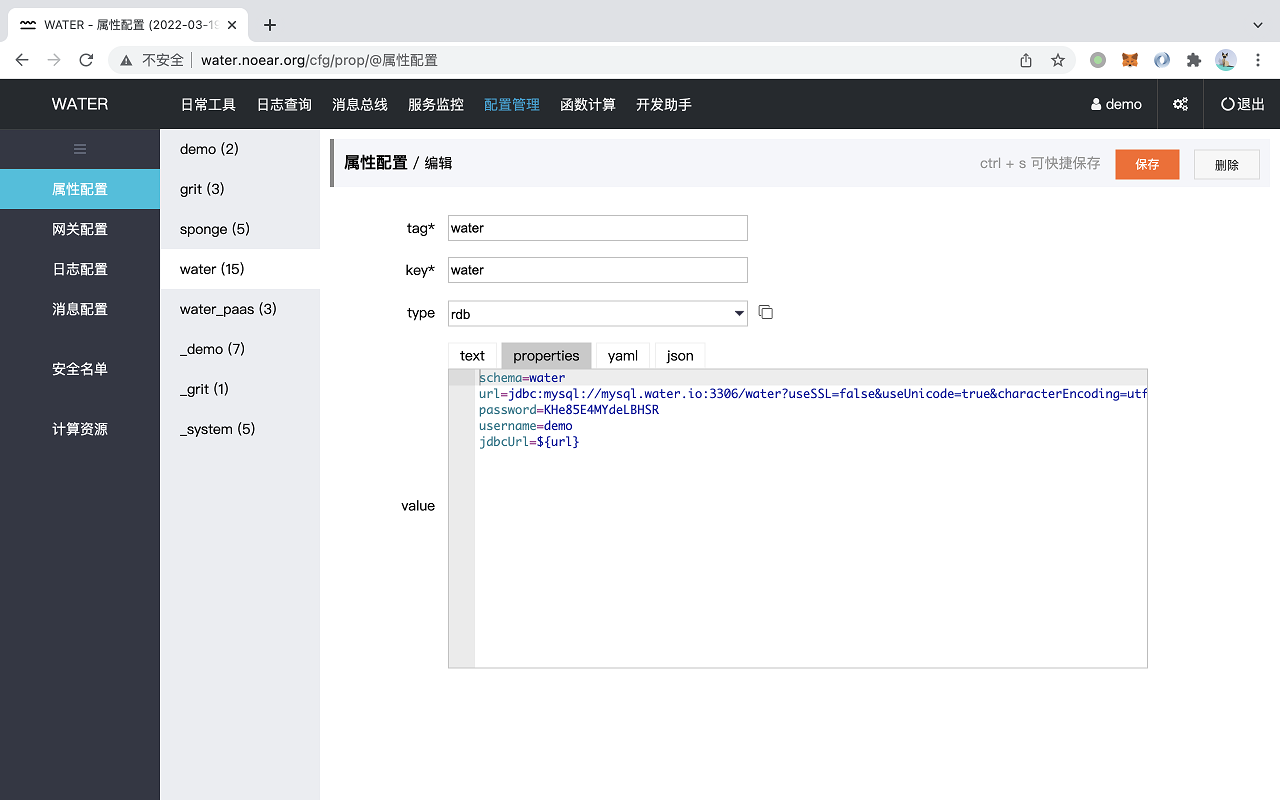 WATER - 属性配置 (2022-03-19
不安全 water.noear.org/cfg/prop/@属性配置
WATER 日常工具 日志查询 消息总线 服务监控 配置管理 函数计算 开发助手 demo 退出
属性配置
网关配置
日志配置
消息配置
安全名单
计算资源
demo (2)
grit (3)
sponge (5)
water (15)
water_paas (3)
_demo (7)
_grit (1)
_system (5)
属性配置 / 编辑 ctrl + s 可快捷保存 保存 删除
tag* water
key* water
type rdb
text properties yaml json
value
schema=water
url=jdbc:mysql://mysql.water.io:3306/water?useSSL=false&useUnicode=true&characterEncoding=utf
password=KHe85E4MYdeLBHSR
username=demo
jdbcUrl=${url}